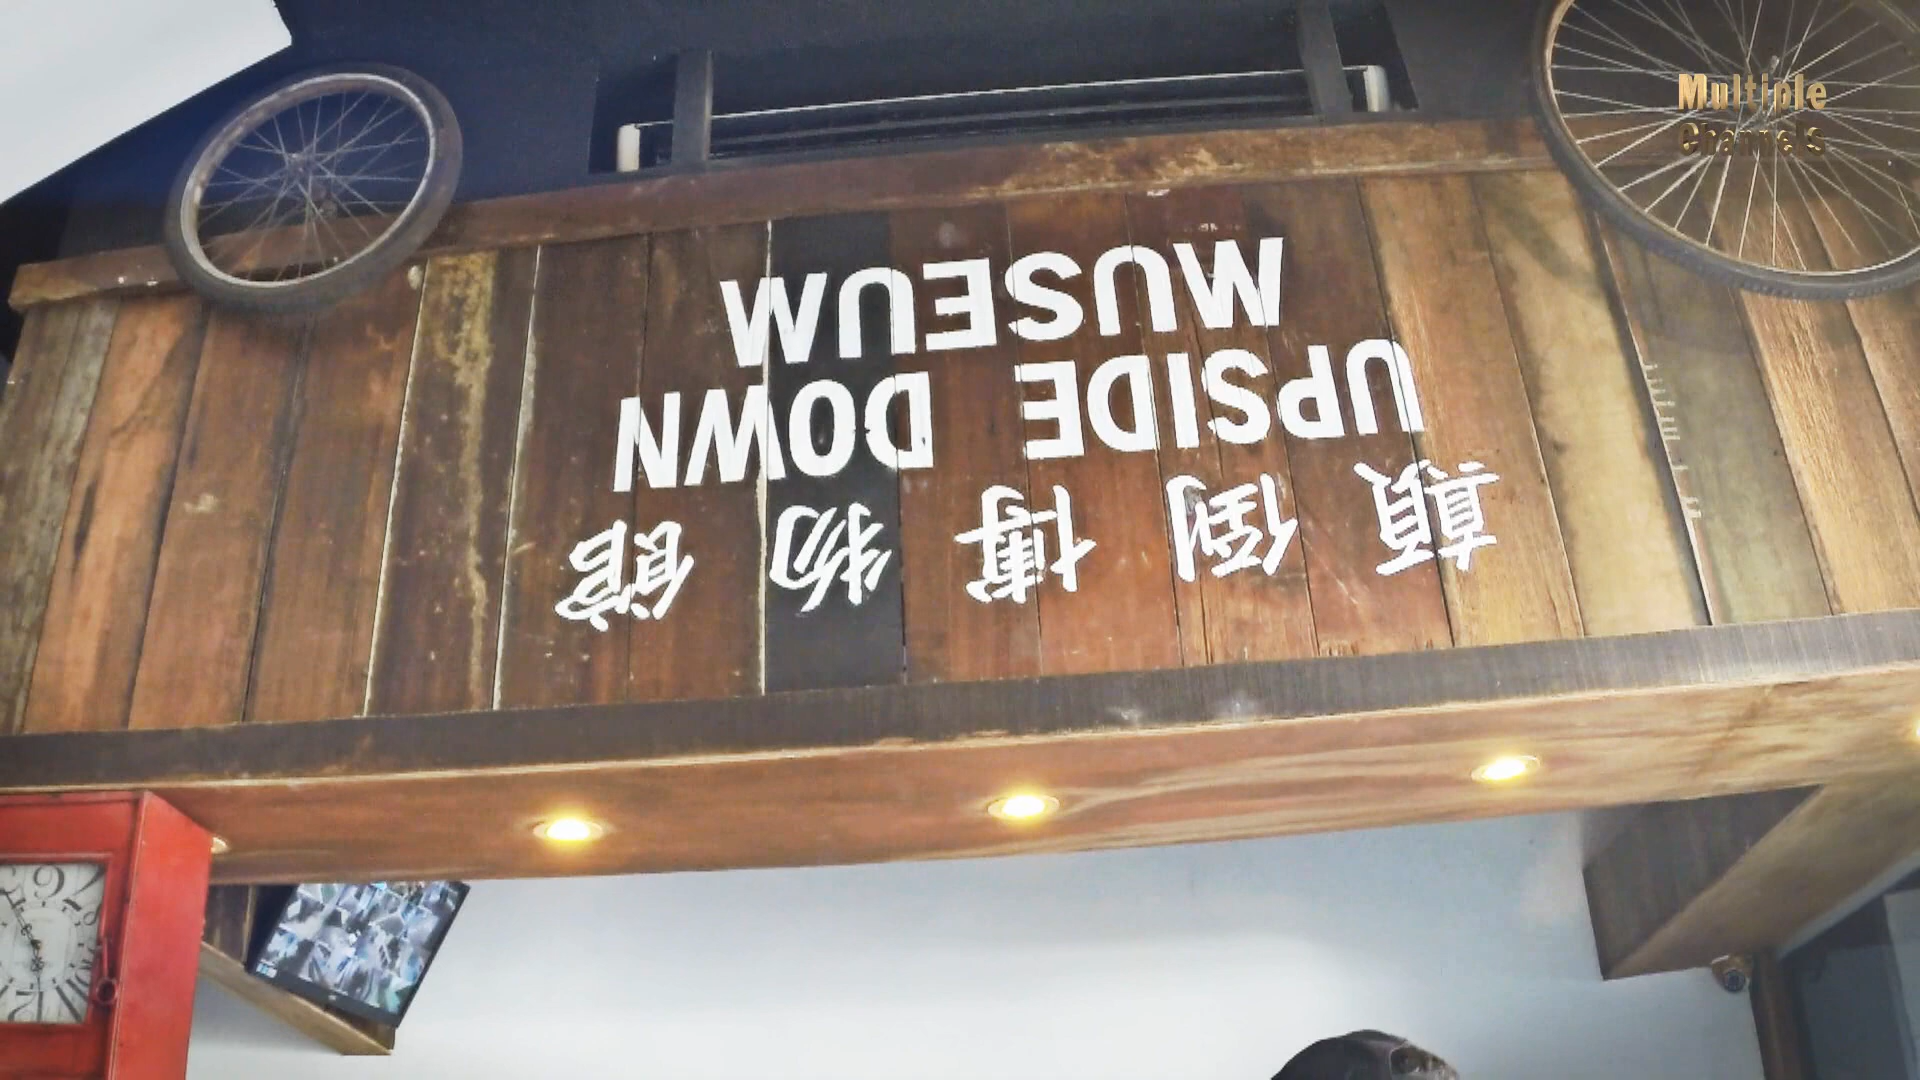 顛倒博物館
UPSIDE DOWN
MUSEUM
Multiple
Channels